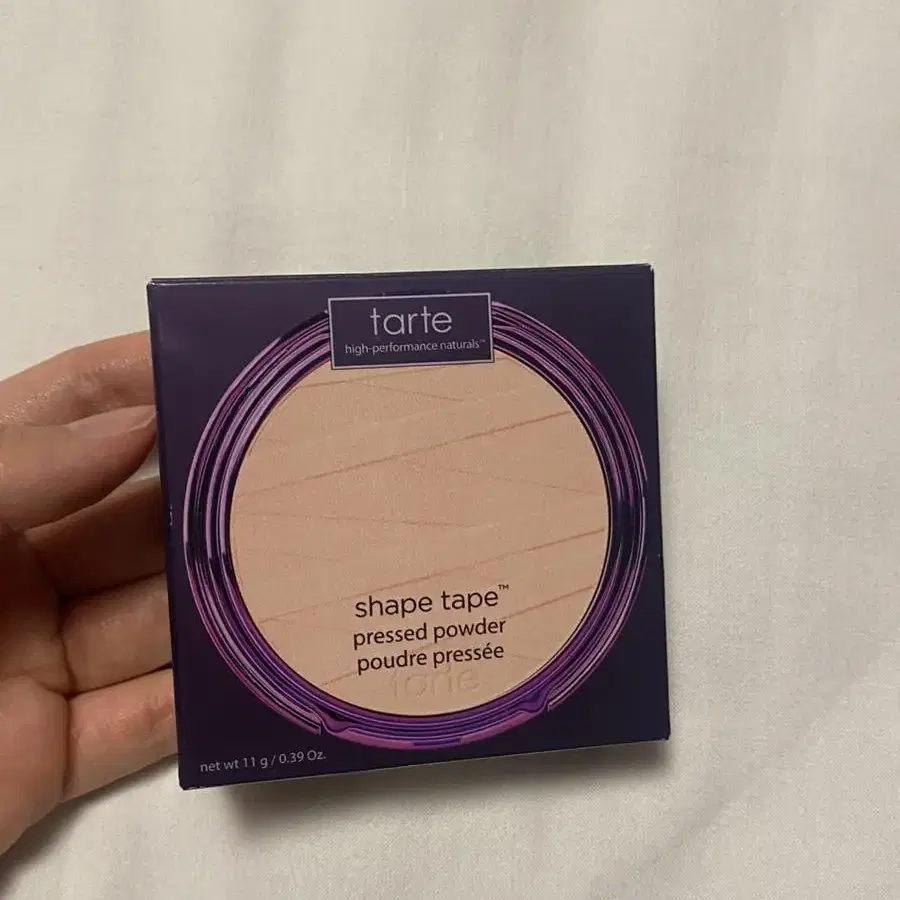 tarte
high-performance naturals™
shape tape™
pressed powder
poudre pressée
tarte
net wt 11 g / 0.39 Oz.